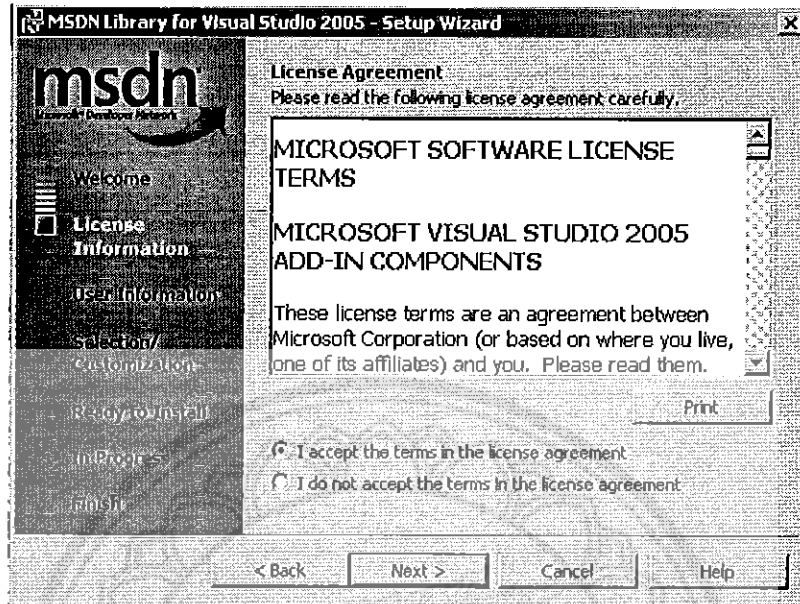 MSDN Library for Visual Studio 2005 - Setup Wizard
msdn
Microsoft Developer Network
Welcome
License
Information
User Information
Selection/
Customization
Ready to Install
In Progress
Finish
License Agreement
Please read the following license agreement carefully.
MICROSOFT SOFTWARE LICENSE
TERMS
MICROSOFT VISUAL STUDIO 2005
ADD-IN COMPONENTS
These license terms are an agreement between
Microsoft Corporation (or based on where you live,
one of its affiliates) and you. Please read them.
Print
I accept the terms in the license agreement
I do not accept the terms in the license agreement
< Back
Next >
Cancel
Help